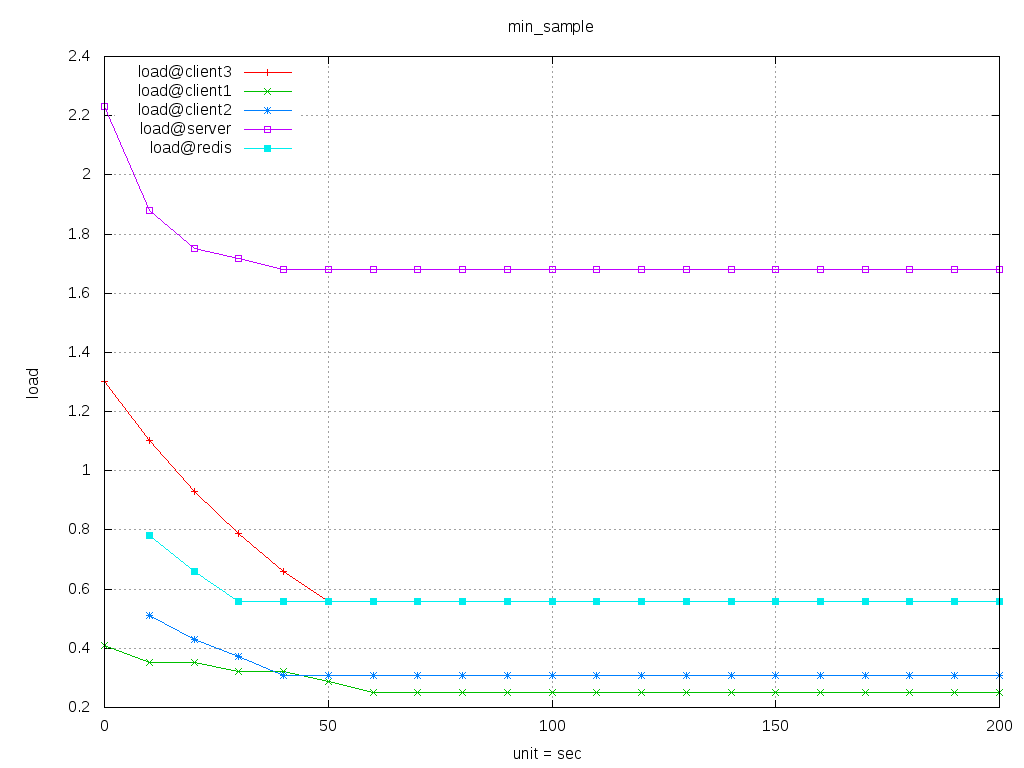 min_sample
load@client3
load@client1
load@client2
load@server
load@redis
2.4
2.2
2
1.8
1.6
1.4
1.2
1
0.8
0.6
0.4
0.2
load
0 50 100 150 200
unit = sec